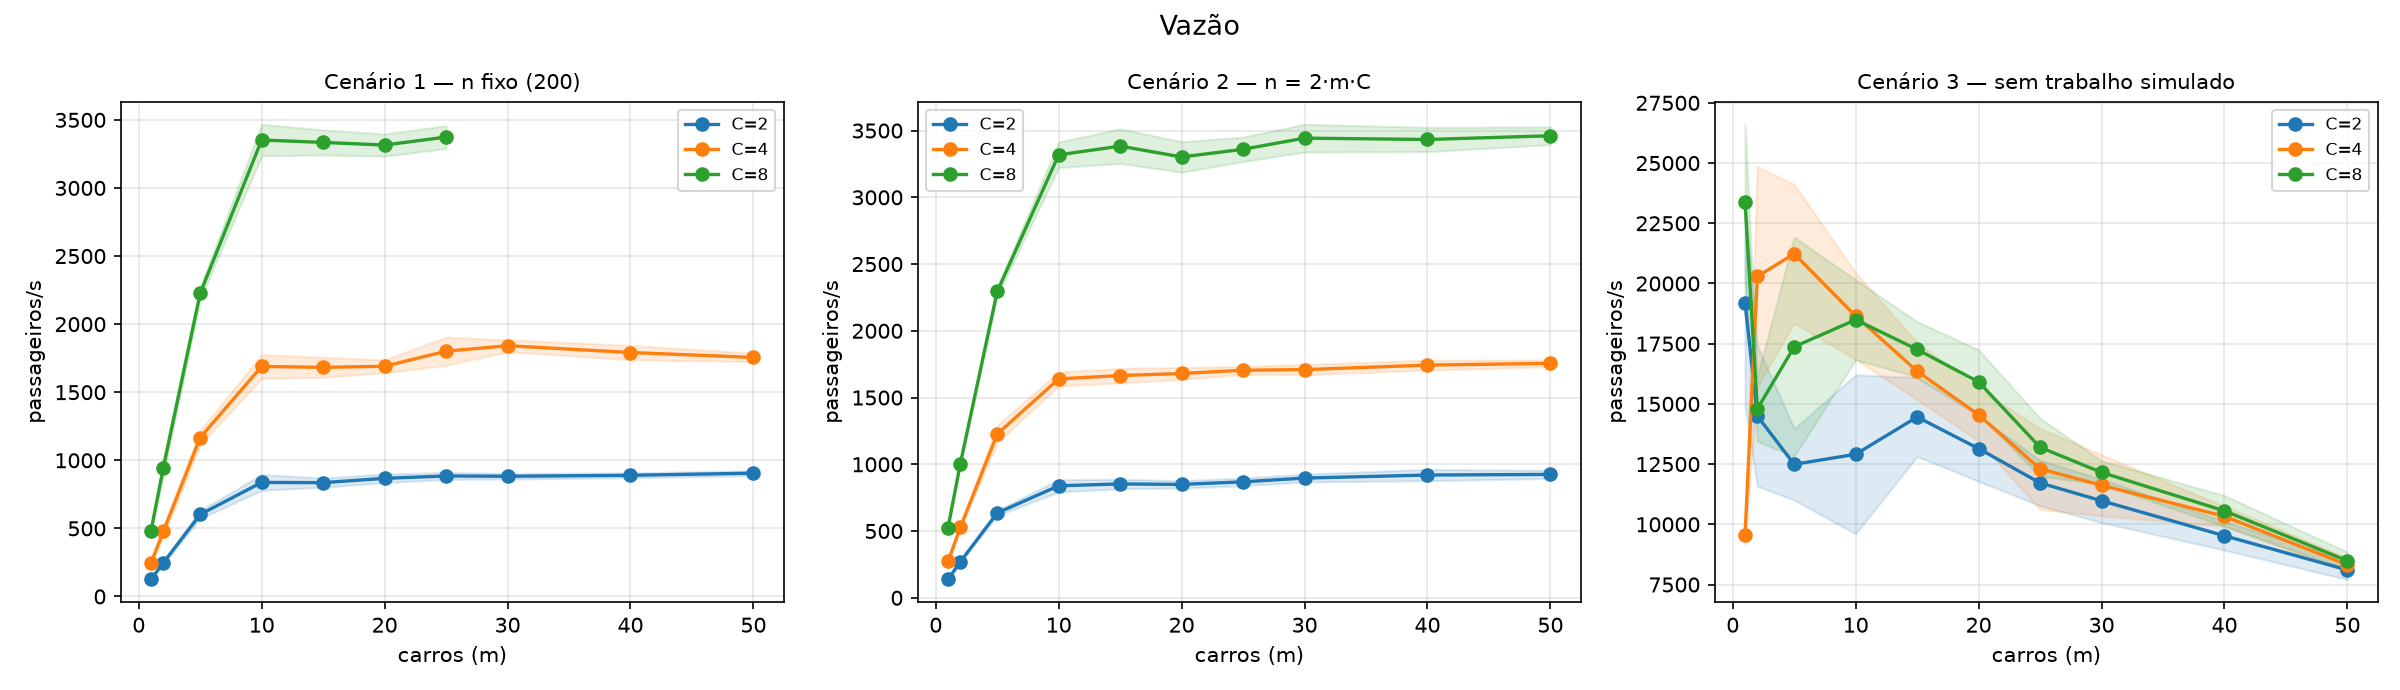 Vazão
Cenário 1 — n fixo (200)
passageiros/s
3500
3000
2500
2000
1500
1000
500
0
0 10 20 30 40 50
carros (m)
C=2
C=4
C=8
Cenário 2 — n = 2·m·C
passageiros/s
3500
3000
2500
2000
1500
1000
500
0
0 10 20 30 40 50
carros (m)
C=2
C=4
C=8
Cenário 3 — sem trabalho simulado
passageiros/s
27500
25000
22500
20000
17500
15000
12500
10000
7500
0 10 20 30 40 50
carros (m)
C=2
C=4
C=8